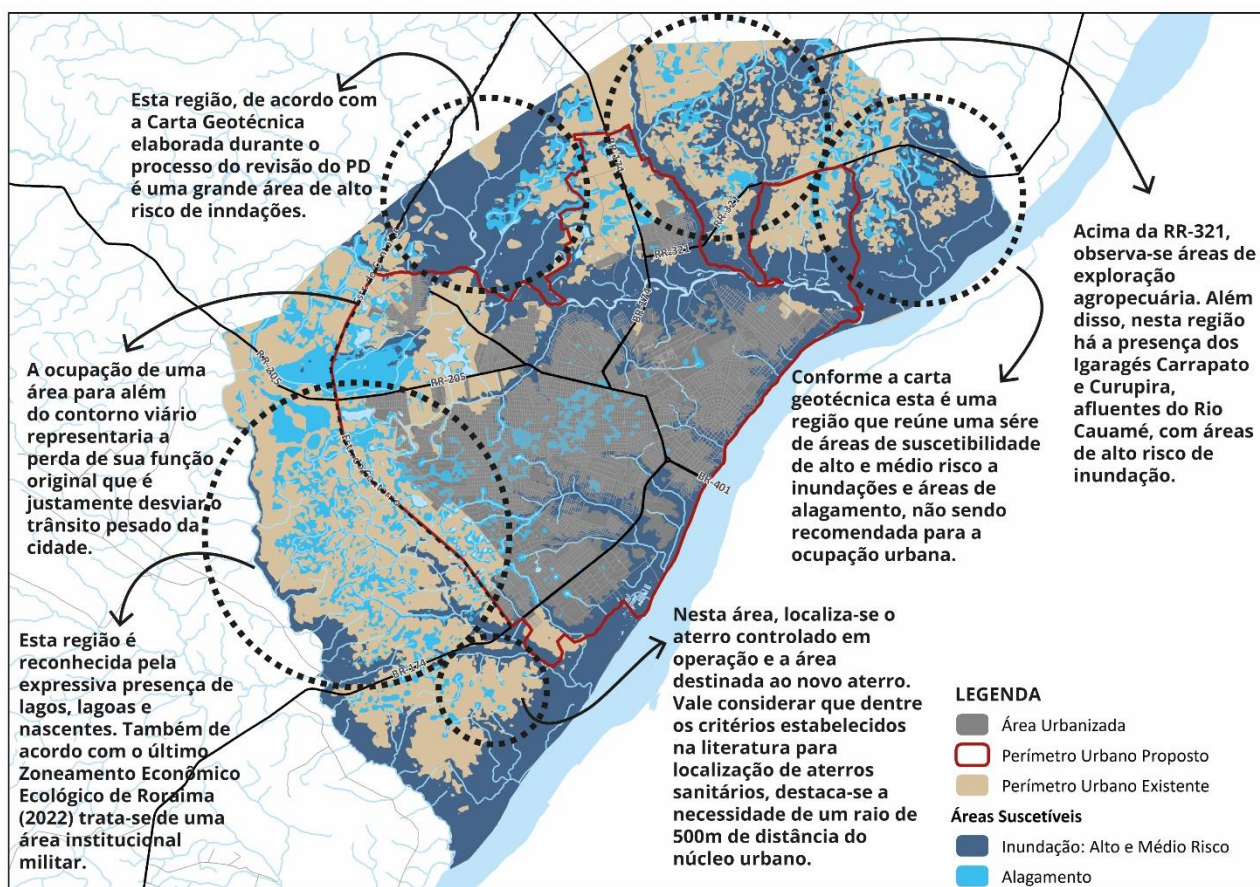 Esta região, de acordo com
a Carta Geotécnica
elaborada durante o
processo do revisão do PD
é uma grande área de alto
risco de inndações.
A ocupação de uma
área para além
do contorno viário
representaria a
perda de sua função
original que é
justamente desviar o
trânsito pesado da
cidade.
Esta região é
reconhecida pela
expressiva presença de
lagos, lagoas e
nascentes. Também de
acordo com o último
Zoneamento Econômico
Ecológico de Roraima
(2022) trata-se de uma
área institucional
militar.
Acima da RR-321,
observa-se áreas de
exploração
agropecuária. Além
disso, nesta região
há a presença dos
Igaragés Carrapato
e Curupira,
afluentes do Rio
Cauamé, com áreas
de alto risco de
inundação.
Conforme a carta
geotécnica esta é uma
região que reúne uma sére
de áreas de suscetibilidade
de alto e médio risco a
inundações e áreas de
alagamento, não sendo
recomendada para a
ocupação urbana.
Nesta área, localiza-se o
aterro controlado em
operação e a área
destinada ao novo aterro.
Vale considerar que dentre
os critérios estabelecidos
na literatura para
localização de aterros
sanitários, destaca-se a
necessidade de um raio de
500m de distância do
núcleo urbano.
BR-174
RR-321
RR-321
BR-174
RR-205
RR-205
BR-401
BR-174
LEGENDA
Área Urbanizada
Perímetro Urbano Proposto
Perímetro Urbano Existente
Áreas Suscetíveis
Inundação: Alto e Médio Risco
Alagamento